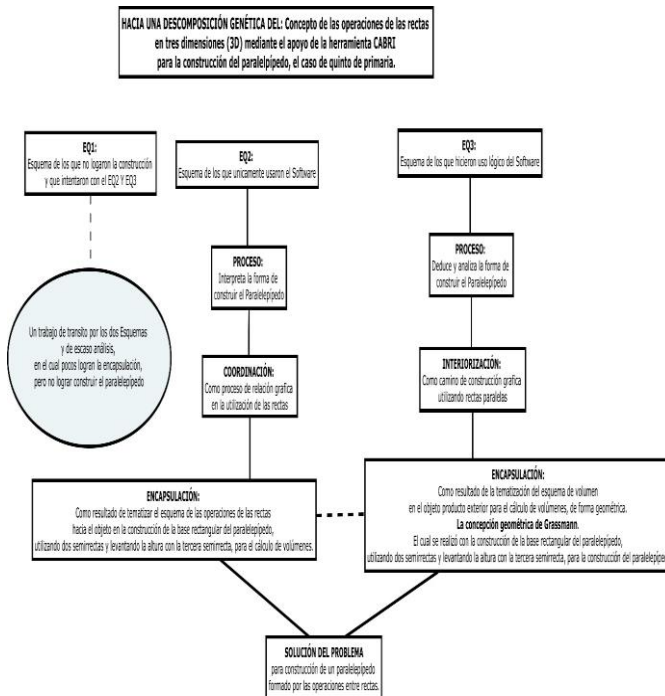 HACIA UNA DESCOMPOSICIÓN GENÉTICA DEL: Concepto de las operaciones de las rectas
en tres dimensiones (3D) mediante el apoyo de la herramienta CABRI
para la construcción del paralelpípedo, el caso de quinto de primaria.
EQ1:
Esquema de los que no logaron la construcción
y que intentaron con el EQ2 Y EQ3
EQ2:
Esquema de los que unicamente usaron el Software
EQ3:
Esquema de los que hicieron uso lógico del Software
Un trabajo de transito por los dos Esquemas
y de escaso análisis,
en el cual pocos logran la encapsulación,
pero no lograr construir el paralelepípedo
PROCESO:
Interpreta la forma de
construir el Paralelepípedo
PROCESO:
Deduce y analiza la forma de
construir el Paralelepípedo
COORDINACIÓN:
Como proceso de relación grafica
en la utilización de las rectas
INTERIORIZACIÓN:
Como camino de construcción grafica
utilizando rectas paralelas
ENCAPSULACIÓN:
Como resultado de tematizar el esquema de las operaciones de las rectas
hacia el objeto en la construcción de la base rectangular del paralepípedo,
utilizando dos semirrectas y levantando la altura con la tercera semirrecta, para el cálculo de volúmenes.
ENCAPSULACIÓN:
Como resultado de la tematización del esquema de volumen
en el objeto producto exterior para el cálculo de volúmenes, de forma geométrica.
La concepción geométrica de Grassmann.
El cual se realizó con la construcción de la base rectangular del paralepípedo,
utilizando dos semirrectas y levantando la altura con la tercera semirrecta, para la construcción del paralelepípe
SOLUCIÓN DEL PROBLEMA
para construcción de un paralelepípedo
formado por las operaciones entre rectas.